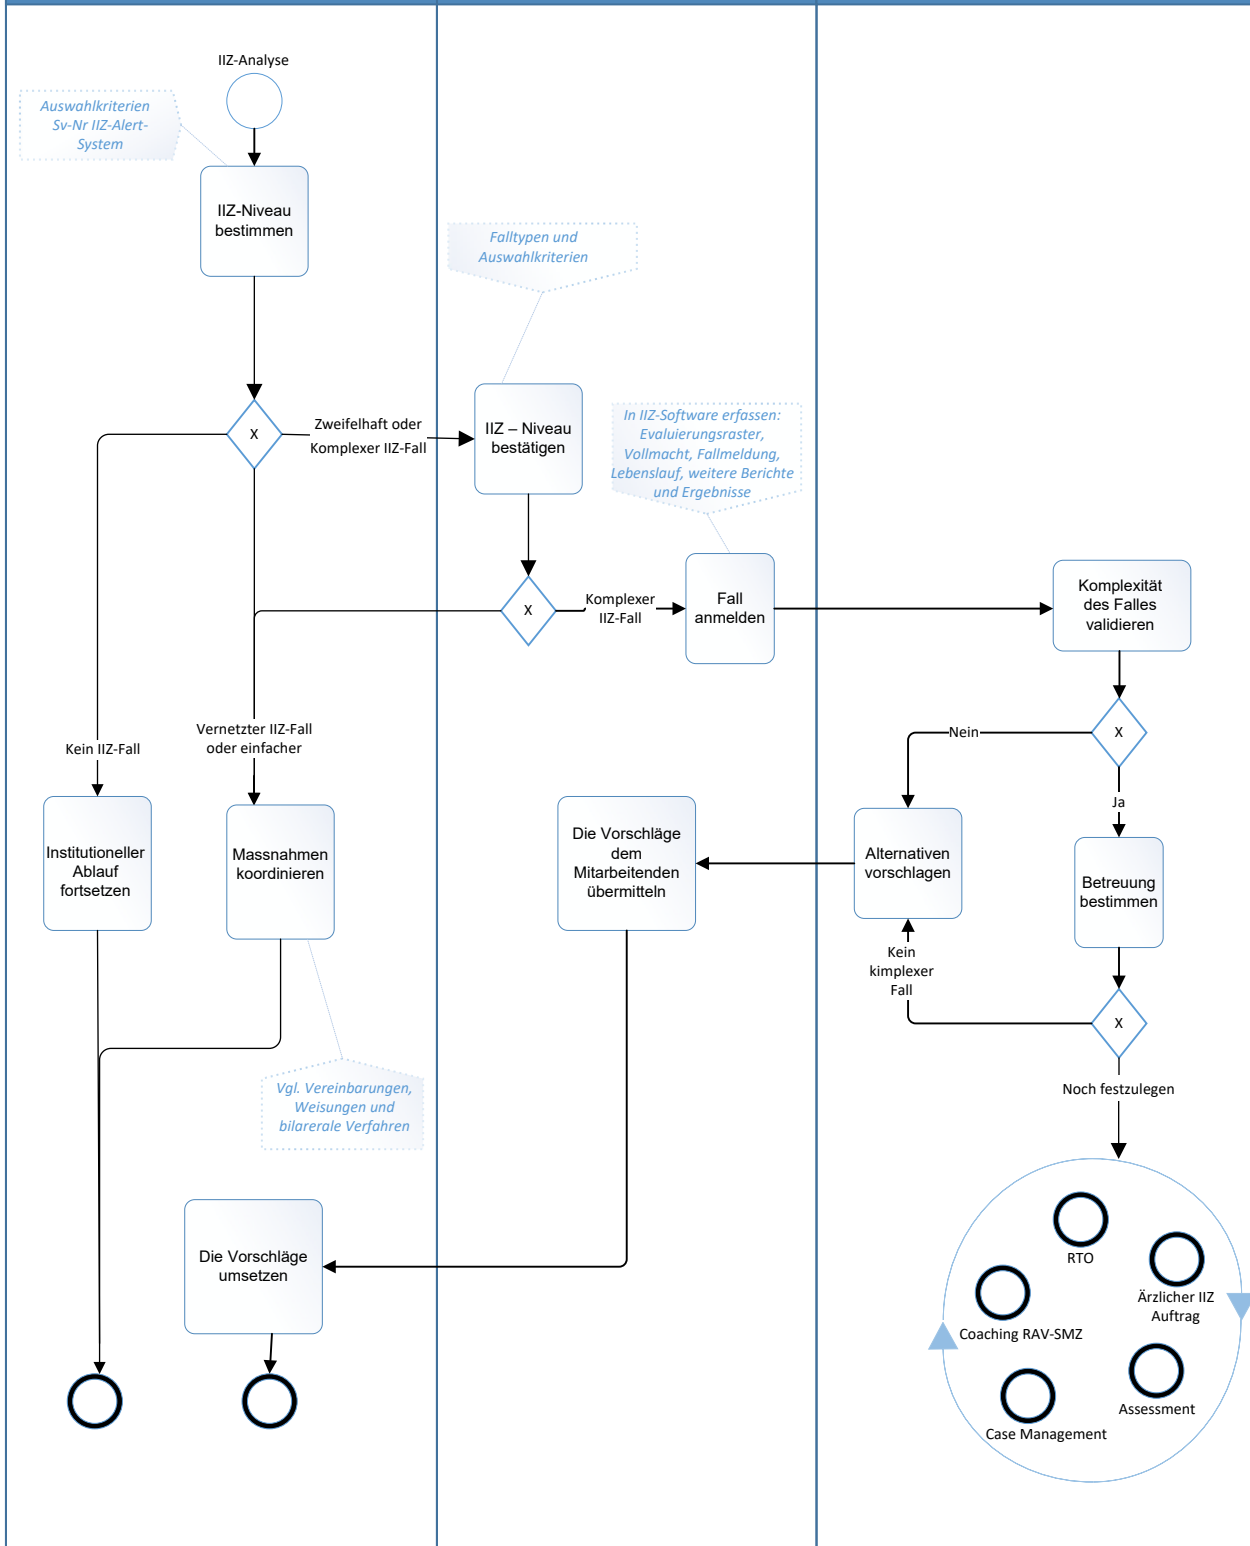 IIZ-Analyse
Auswahlkriterien
Sv-Nr IIZ-Alert-
System
IIZ-Niveau
bestimmen
Falltypen und
Auswahlkriterien
X
Zweifelhaft oder
Komplexer IIZ-Fall
IIZ – Niveau
bestätigen
In IIZ-Software erfassen:
Evaluierungsraster,
Vollmacht, Fallmeldung,
Lebenslauf, weitere Berichte
und Ergebnisse
X
Komplexer
IIZ-Fall
Fall
anmelden
Komplexität
des Falles
validieren
Kein IIZ-Fall
Vernetzter IIZ-Fall
oder einfacher
Nein
X
Ja
Institutioneller
Ablauf
fortsetzen
Massnahmen
koordinieren
Die Vorschläge
dem
Mitarbeitenden
übermitteln
Alternativen
vorschlagen
Betreuung
bestimmen
Kein
kimplexer
Fall
X
Vgl. Vereinbarungen,
Weisungen und
bilarerale Verfahren
Noch festzulegen
Die Vorschläge
umsetzen
RTO
Ärzlicher IIZ
Auftrag
Coaching RAV-SMZ
Assessment
Case Management